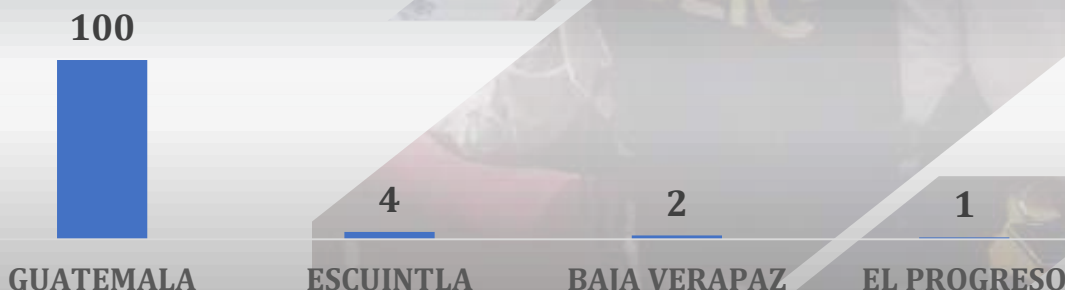 100
4
2
1
GUATEMALA
ESCUINTLA
BAJA VERAPAZ
EL PROGRESO